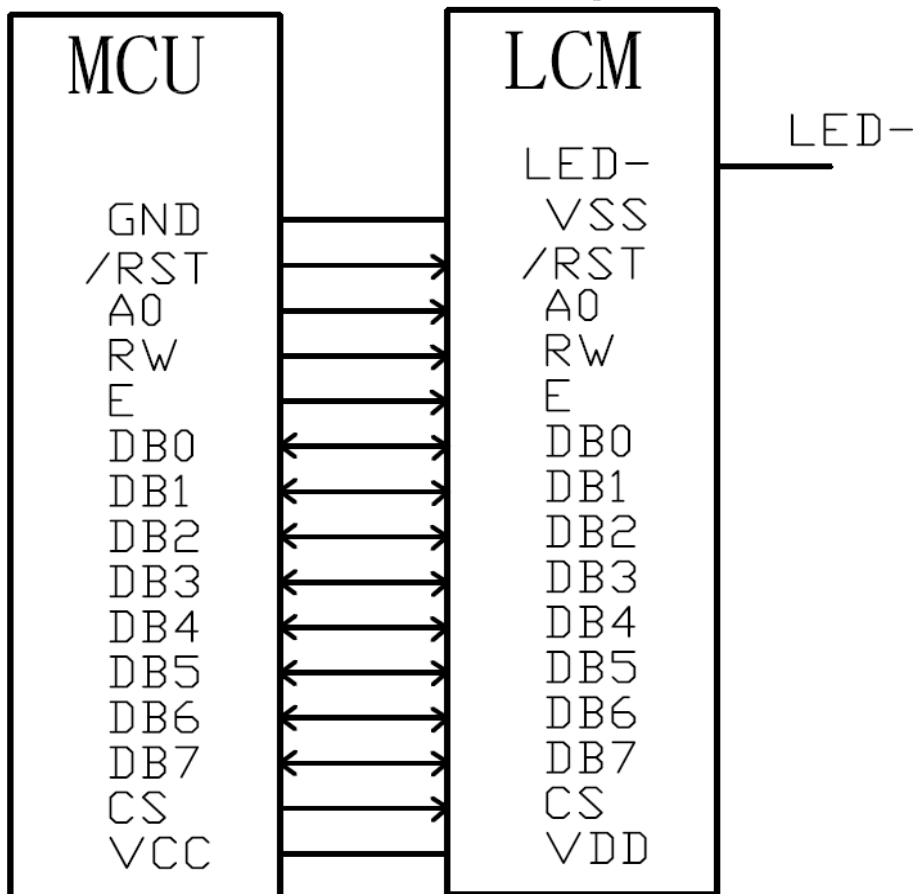 MCU
LCM
LED-
LED-
GND
VSS
/RST
/RST
A0
A0
RW
RW
E
E
DB0
DB0
DB1
DB1
DB2
DB2
DB3
DB3
DB4
DB4
DB5
DB5
DB6
DB6
DB7
DB7
CS
CS
VCC
VDD